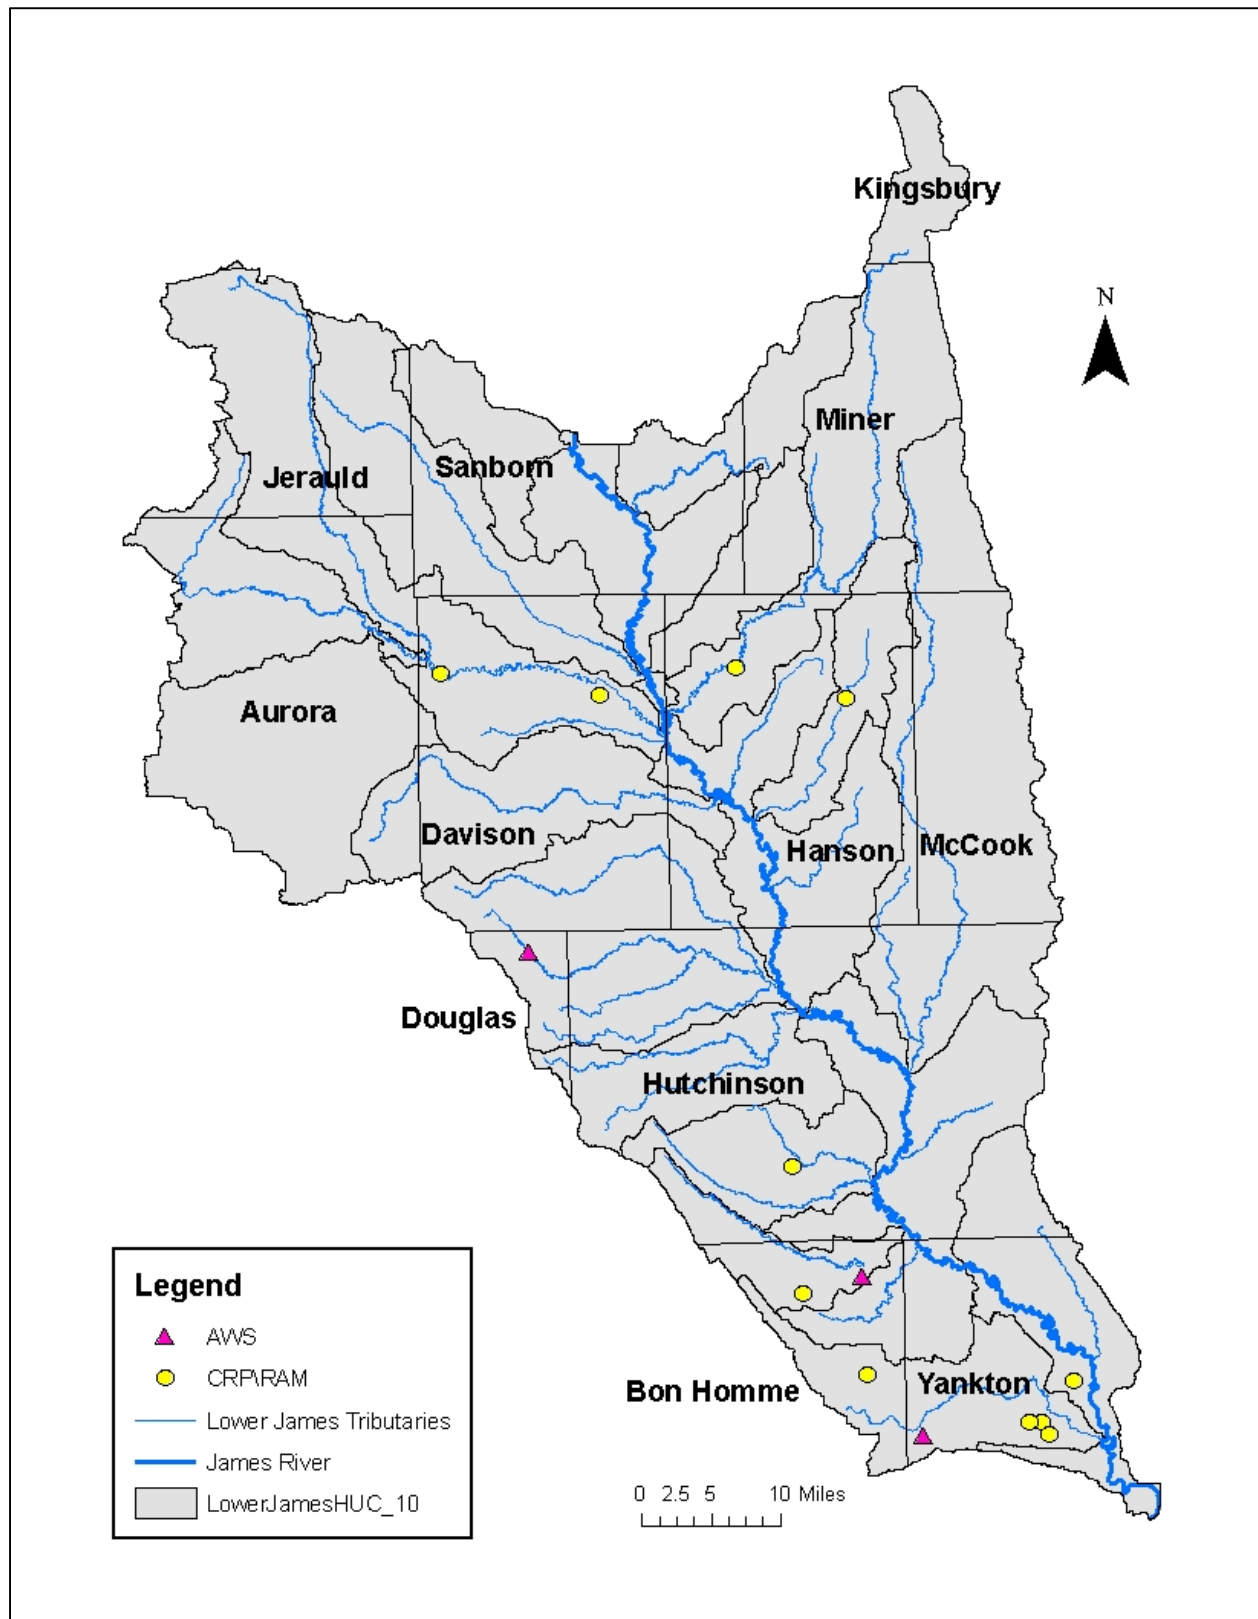 Kingsbury
N
Miner
Sanborn
Jerauld
Aurora
Davison
Hanson
McCook
Douglas
Hutchinson
Legend
AWS
CRP\RAM
Lower James Tributaries
James River
LowerJamesHUC_10
Bon Homme
Yankton
0 2.5 5 10 Miles